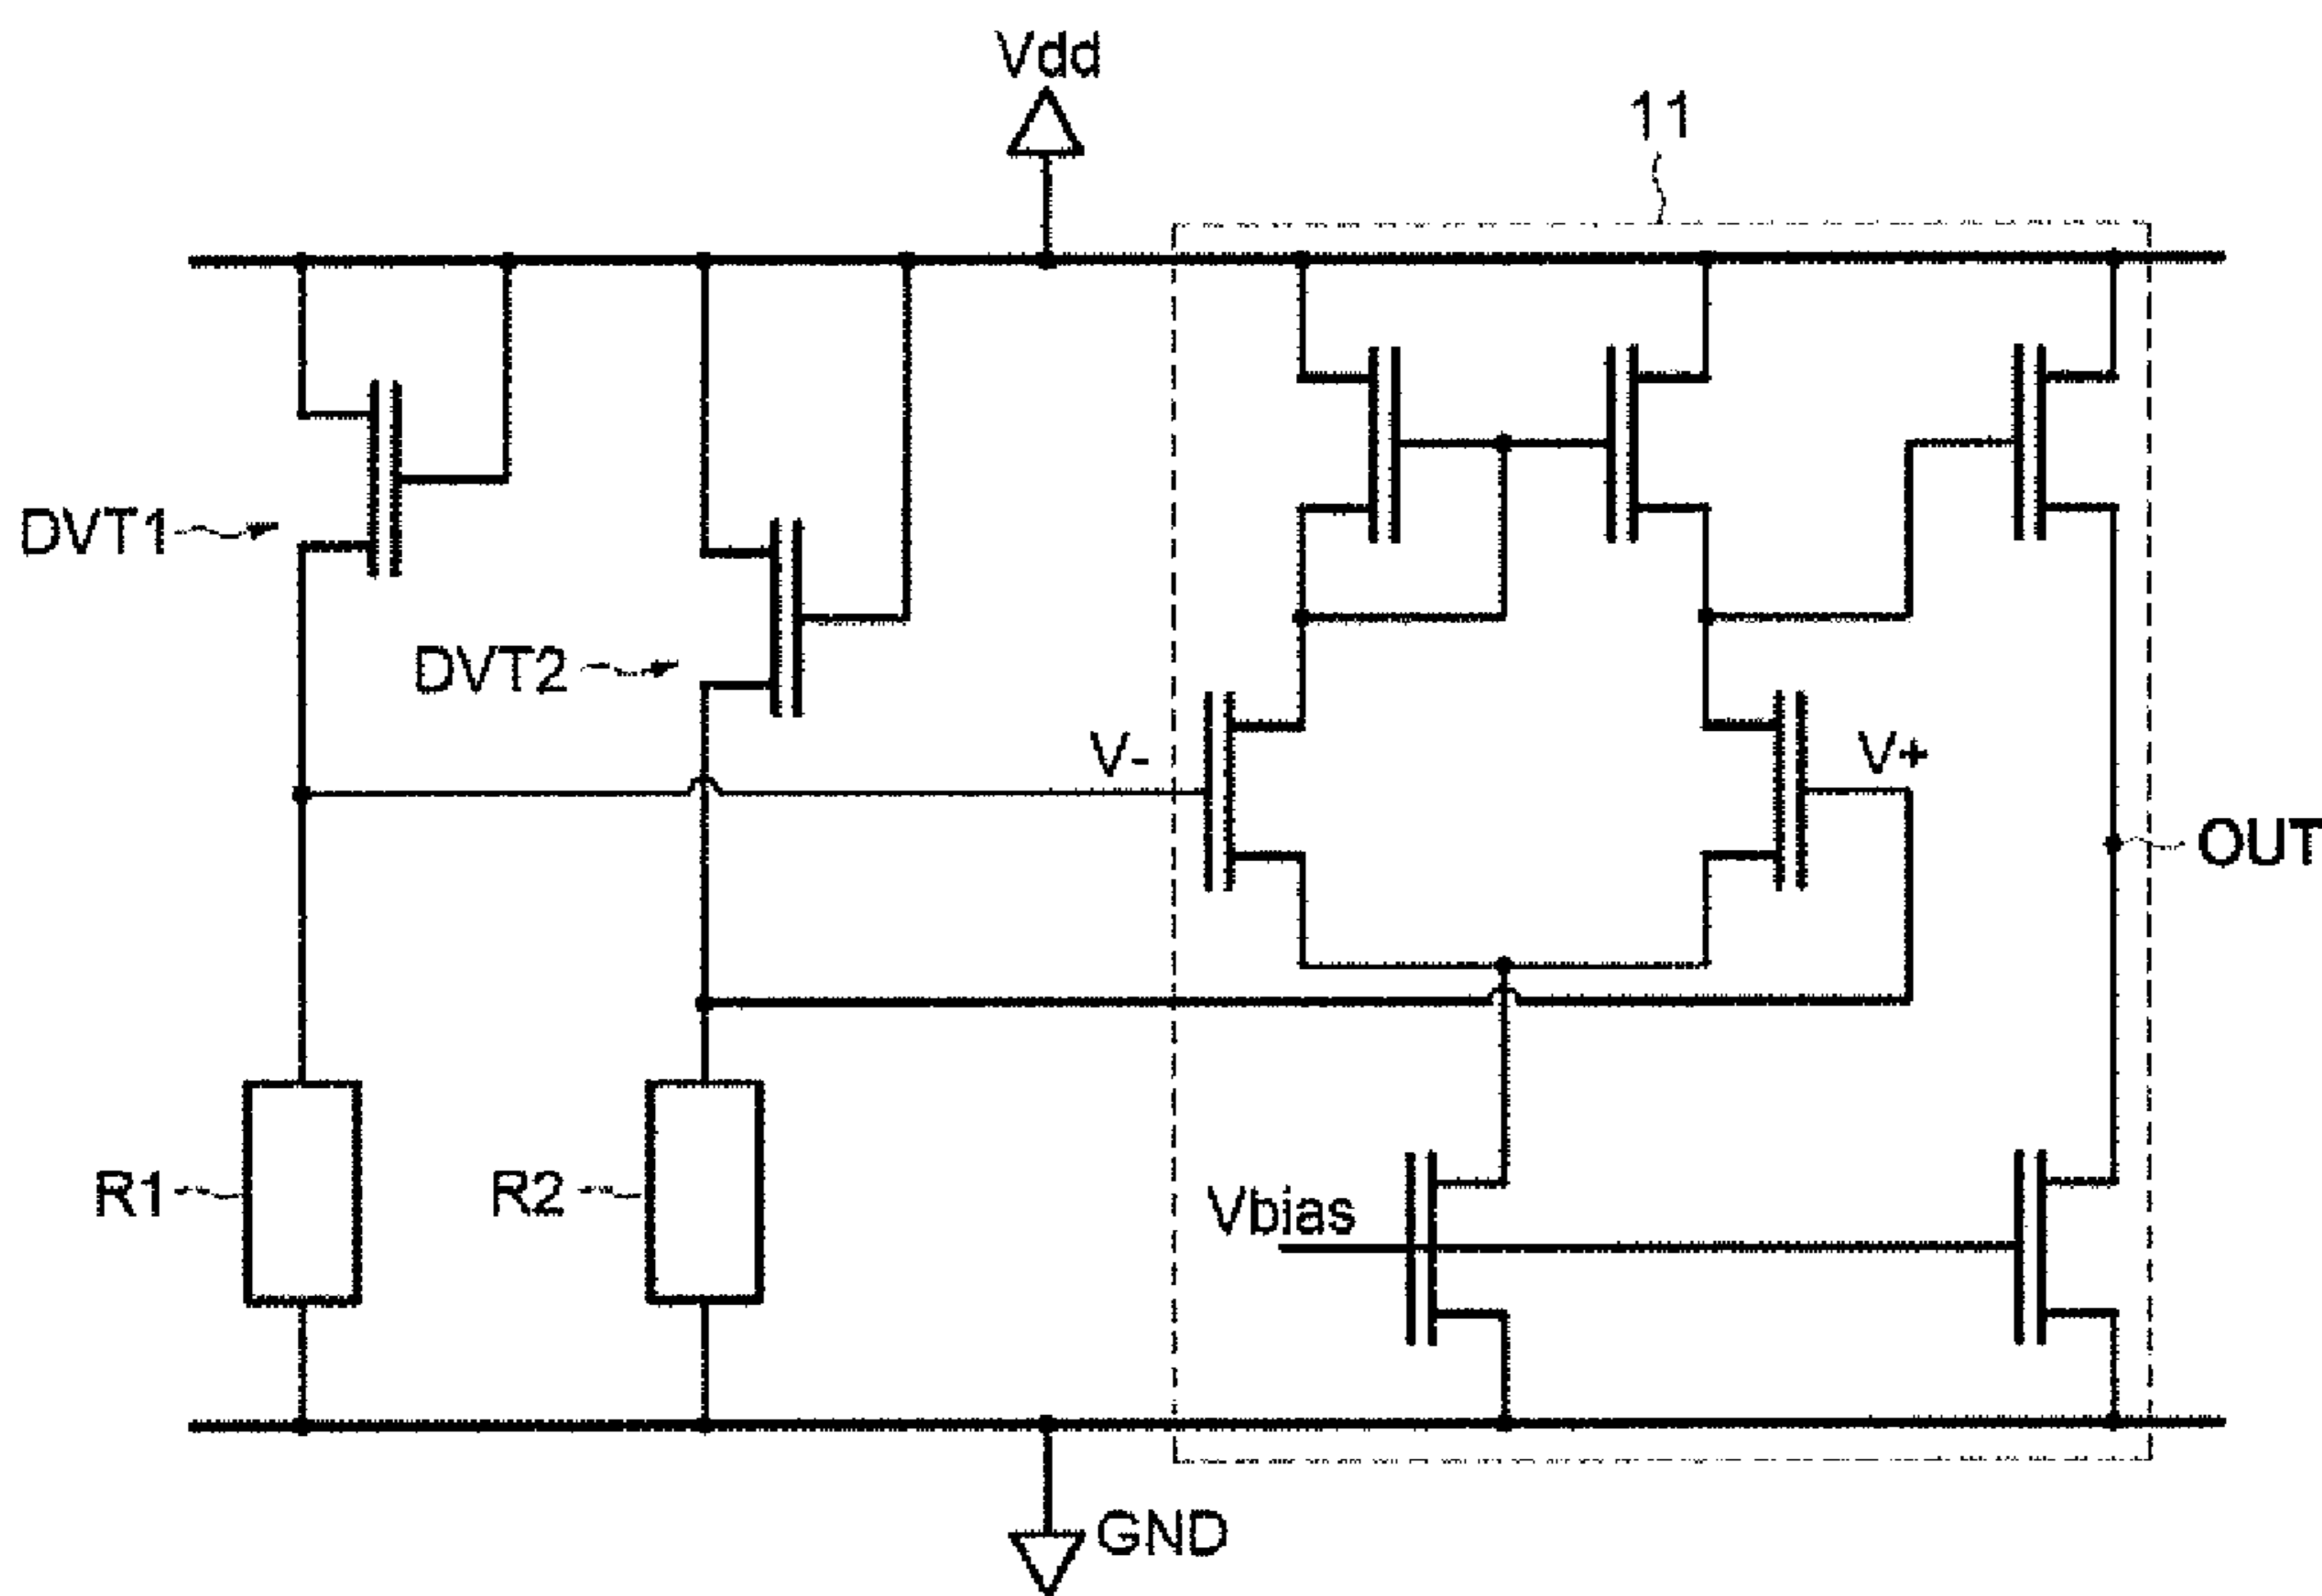 Vdd
11
DVT1
DVT2
V-
V+
OUT
R1
R2
Vbias
GND